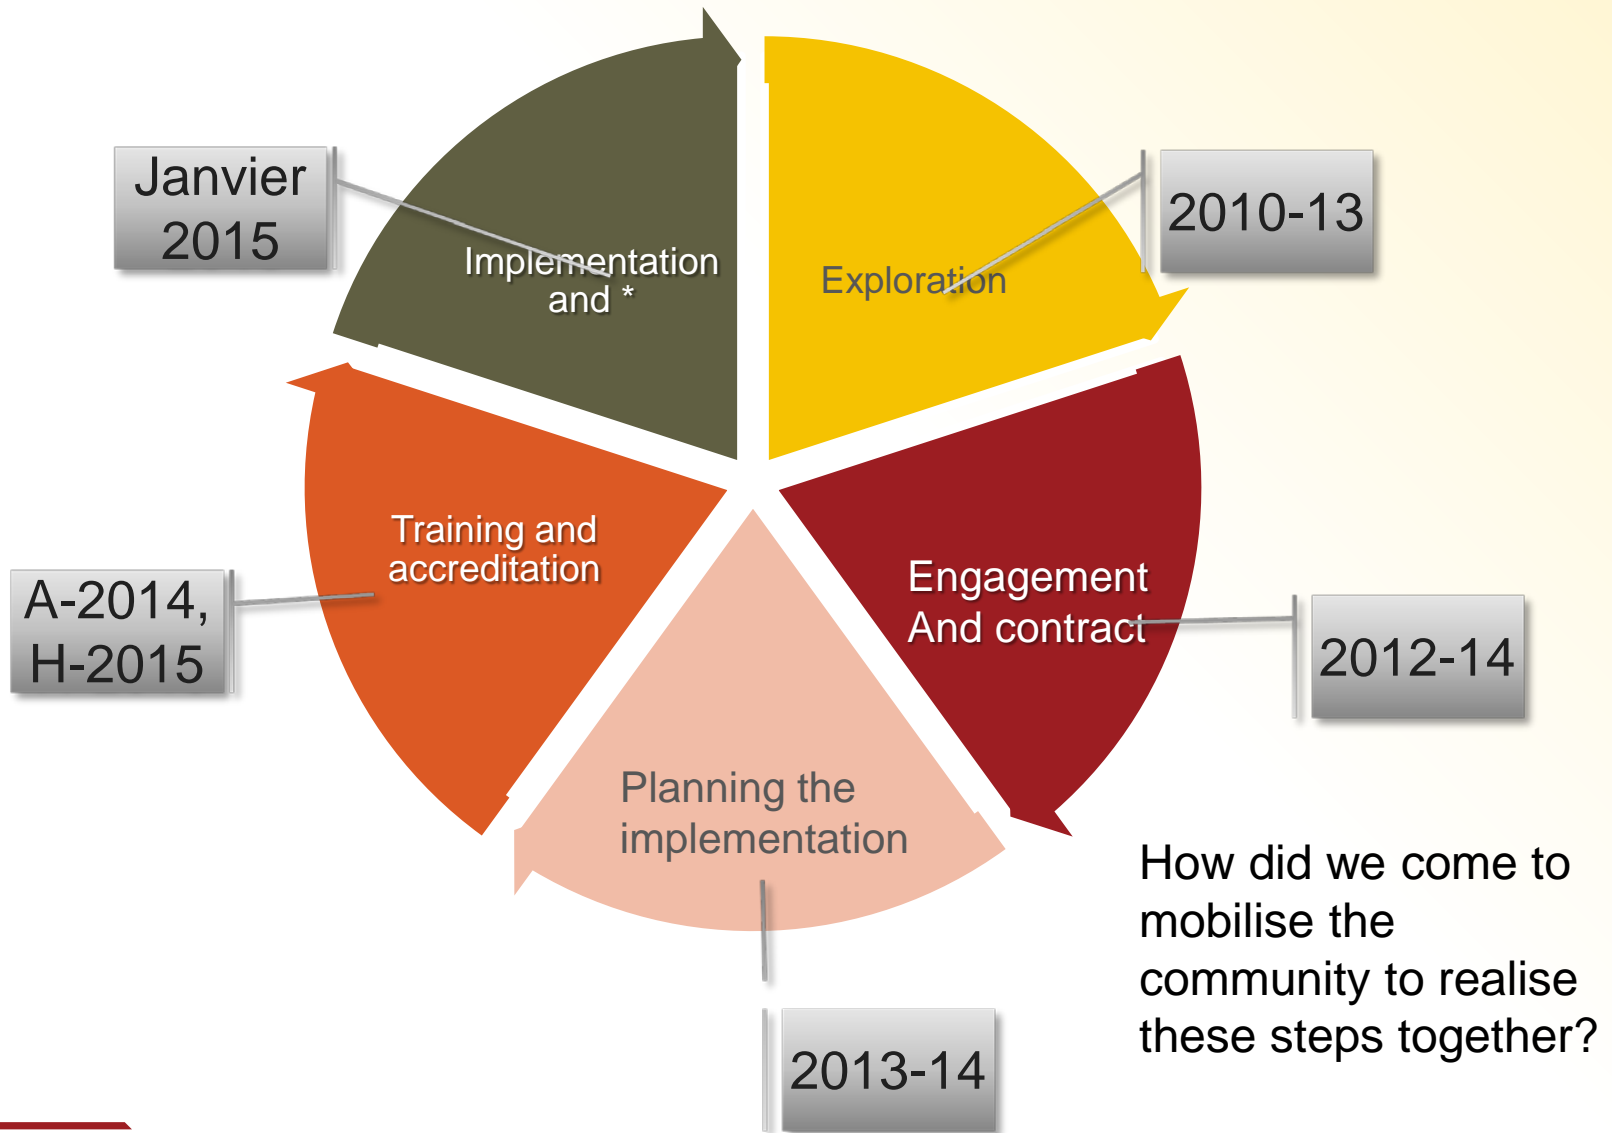 Janvier
2015
Implementation
and *
Exploration
2010-13
Training and
accreditation
A-2014,
H-2015
Engagement
And contract
2012-14
Planning the
implementation
2013-14
How did we come to
mobilise the
community to realise
these steps together?